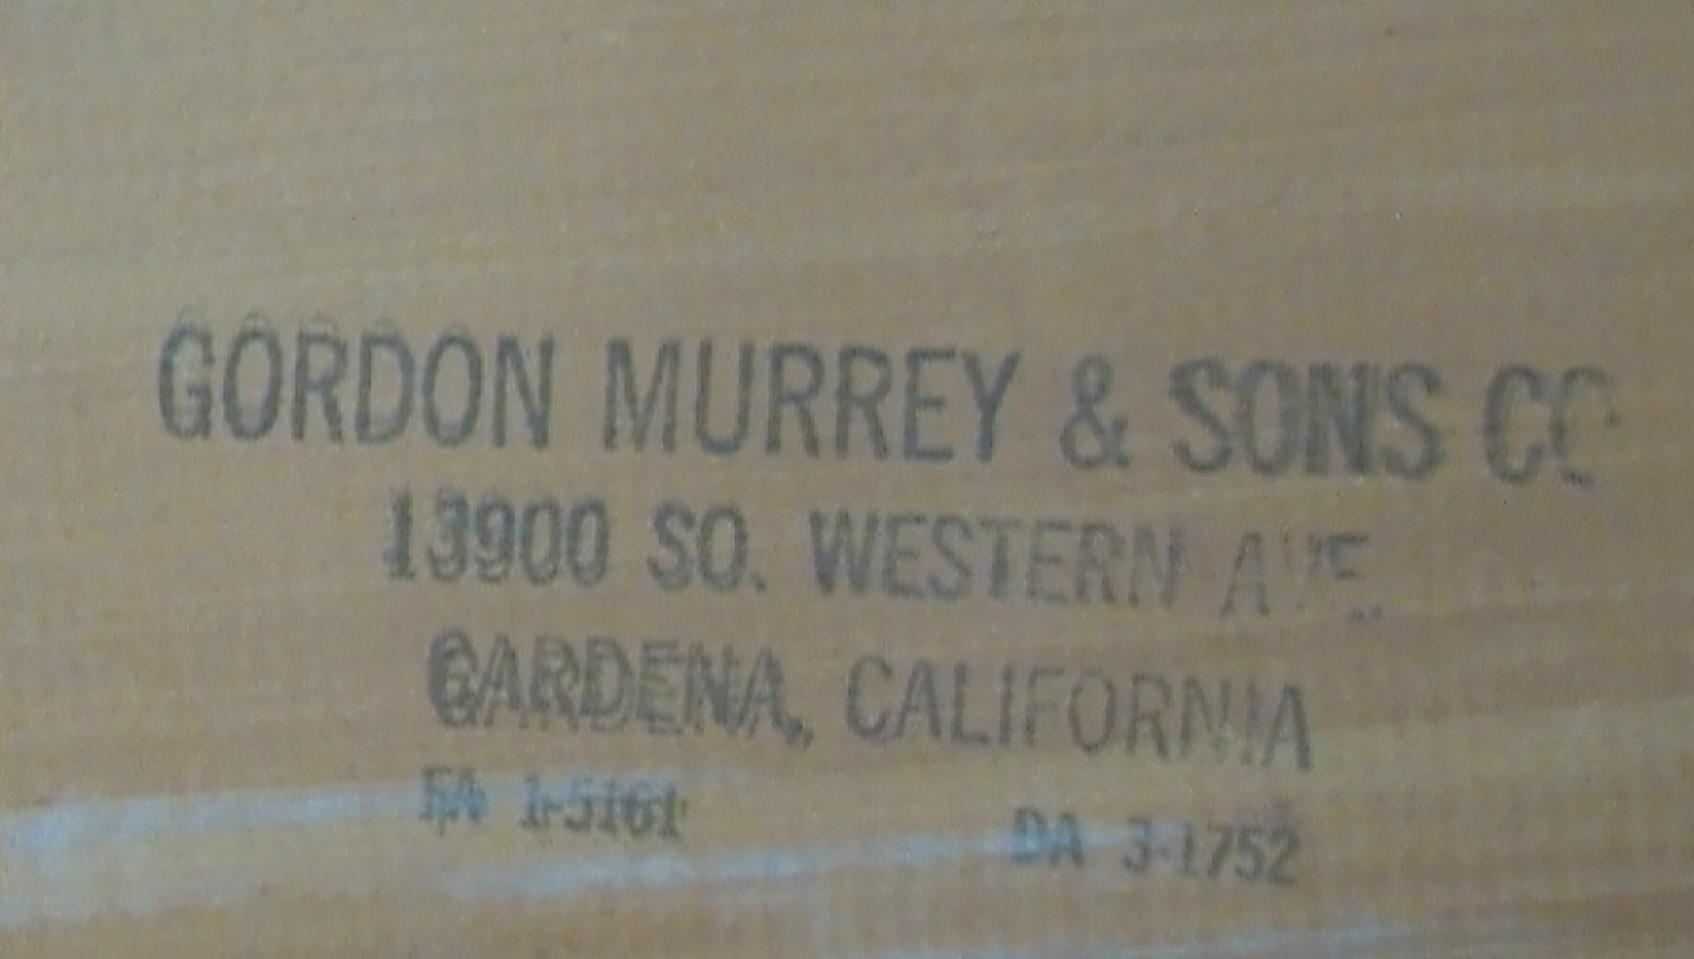 GORDON MURREY & SONS CO
13900 SO. WESTERN AVE.
GARDENA, CALIFORNIA
FA 1-5161 DA 3-1752